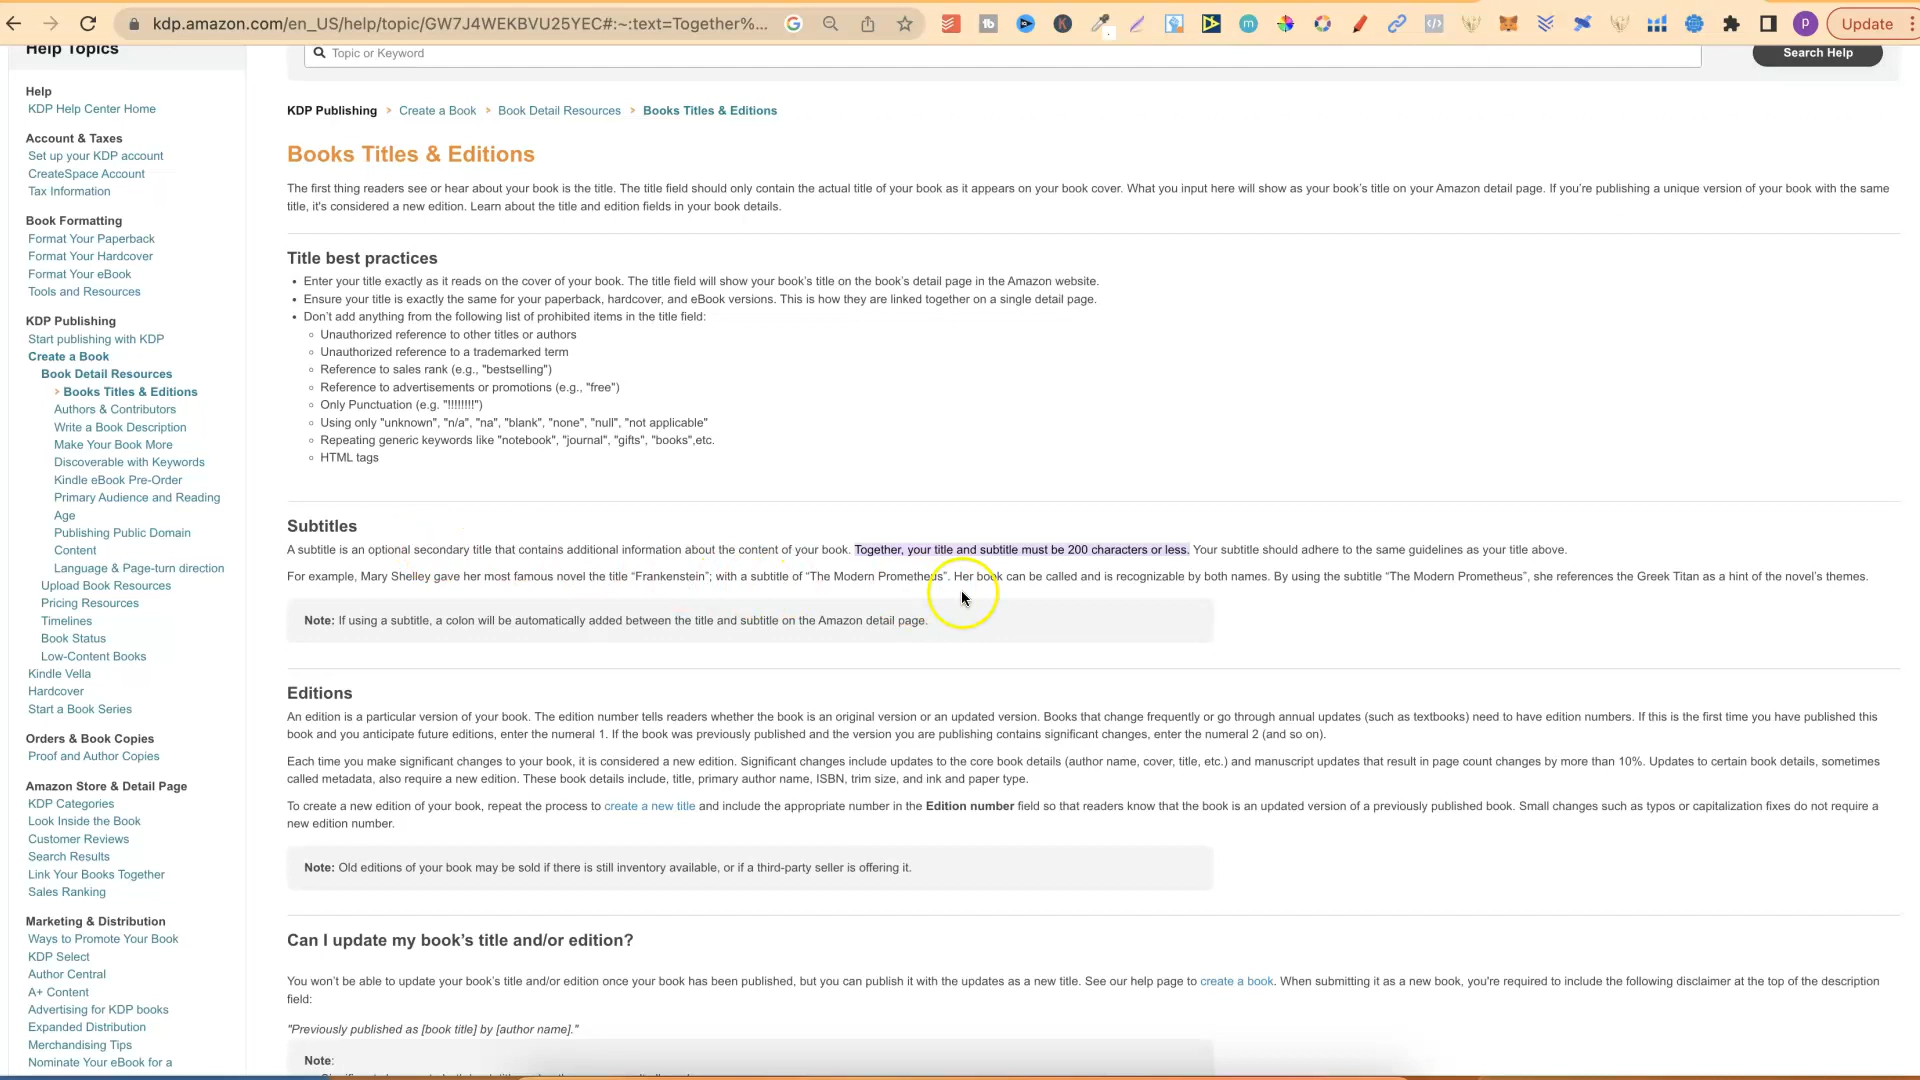 kdp.amazon.com/en_US/help/topic/GW7J4WEKBVU25YEC#:~:text=Together%...
Update
Help Topics
Topic or Keyword
Search Help
Help
KDP Help Center Home
Account & Taxes
Set up your KDP account
CreateSpace Account
Tax Information
Book Formatting
Format Your Paperback
Format Your Hardcover
Format Your eBook
Tools and Resources
KDP Publishing
Start publishing with KDP
Create a Book
Book Detail Resources
> Books Titles & Editions
Authors & Contributors
Write a Book Description
Make Your Book More
Discoverable with Keywords
Kindle eBook Pre-Order
Primary Audience and Reading
Age
Publishing Public Domain
Content
Language & Page-turn direction
Upload Book Resources
Pricing Resources
Timelines
Book Status
Low-Content Books
Kindle Vella
Hardcover
Start a Book Series
Orders & Book Copies
Proof and Author Copies
Amazon Store & Detail Page
KDP Categories
Look Inside the Book
Customer Reviews
Search Results
Link Your Books Together
Sales Ranking
Marketing & Distribution
Ways to Promote Your Book
KDP Select
Author Central
A+ Content
Advertising for KDP books
Expanded Distribution
Merchandising Tips
Nominate Your eBook for a
KDP Publishing > Create a Book > Book Detail Resources > Books Titles & Editions
Books Titles & Editions
The first thing readers see or hear about your book is the title. The title field should only contain the actual title of your book as it appears on your book cover. What you input here will show as your book's title on your Amazon detail page. If you're publishing a unique version of your book with the same
title, it's considered a new edition. Learn about the title and edition fields in your book details.
Title best practices
• Enter your title exactly as it reads on the cover of your book. The title field will show your book's title on the book's detail page in the Amazon website.
• Ensure your title is exactly the same for your paperback, hardcover, and eBook versions. This is how they are linked together on a single detail page.
• Don't add anything from the following list of prohibited items in the title field:
◦ Unauthorized reference to other titles or authors
◦ Unauthorized reference to a trademarked term
◦ Reference to sales rank (e.g., "bestselling")
◦ Reference to advertisements or promotions (e.g., "free")
◦ Only Punctuation (e.g. "!!!!!!!!")
◦ Using only "unknown", "n/a", "na", "blank", "none", "null", "not applicable"
◦ Repeating generic keywords like "notebook", "journal", "gifts", "books",etc.
◦ HTML tags
Subtitles
A subtitle is an optional secondary title that contains additional information about the content of your book. Together, your title and subtitle must be 200 characters or less. Your subtitle should adhere to the same guidelines as your title above.
For example, Mary Shelley gave her most famous novel the title “Frankenstein”; with a subtitle of “The Modern Prometheus”. Her book can be called and is recognizable by both names. By using the subtitle “The Modern Prometheus”, she references the Greek Titan as a hint of the novel’s themes.
Note: If using a subtitle, a colon will be automatically added between the title and subtitle on the Amazon detail page.
Editions
An edition is a particular version of your book. The edition number tells readers whether the book is an original version or an updated version. Books that change frequently or go through annual updates (such as textbooks) need to have edition numbers. If this is the first time you have published this
book and you anticipate future editions, enter the numeral 1. If the book was previously published and the version you are publishing contains significant changes, enter the numeral 2 (and so on).
Each time you make significant changes to your book, it is considered a new edition. Significant changes include updates to the core book details (author name, cover, title, etc.) and manuscript updates that result in page count changes by more than 10%. Updates to certain book details, sometimes
called metadata, also require a new edition. These book details include, title, primary author name, ISBN, trim size, and ink and paper type.
To create a new edition of your book, repeat the process to create a new title and include the appropriate number in the Edition number field so that readers know that the book is an updated version of a previously published book. Small changes such as typos or capitalization fixes do not require a
new edition number.
Note: Old editions of your book may be sold if there is still inventory available, or if a third-party seller is offering it.
Can I update my book’s title and/or edition?
You won’t be able to update your book’s title and/or edition once your book has been published, but you can publish it with the updates as a new title. See our help page to create a book. When submitting it as a new book, you're required to include the following disclaimer at the top of the description
field:
"Previously published as [book title] by [author name]."
Note: